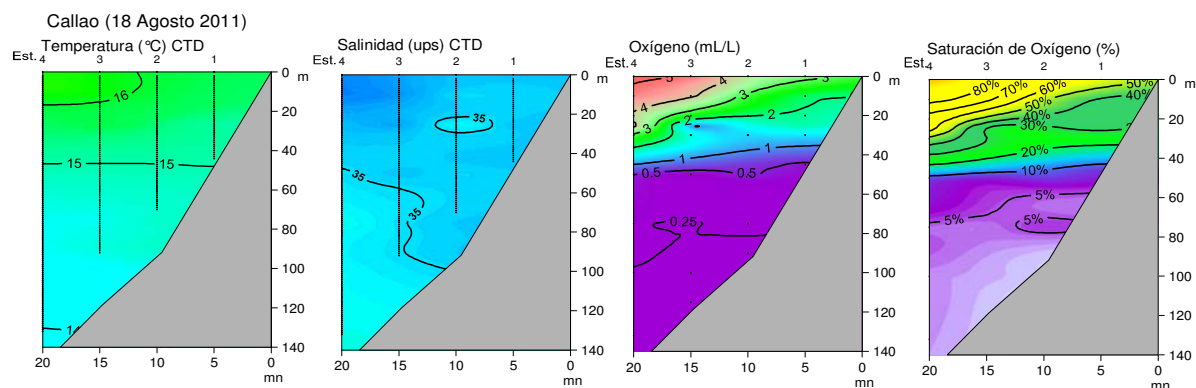 Callao (18 Agosto 2011)
Temperatura (°C) CTD
Est. 4 3 2 1
0 m
20
40
60
80
100
120
140
20 15 10 5 0
mn
16
15 15
14
Salinidad (ups) CTD
Est. 4 3 2 1
0 m
20
40
60
80
100
120
140
20 15 10 5 0
mn
35
35
35
Oxígeno (mL/L)
Est. 4 3 2 1
0 m
20
40
60
80
100
120
140
20 15 10 5 0
mn
5 4 3
4 3
3 2 2
1 1
0.5 0.5
0.25
Saturación de Oxígeno (%)
Est. 4 3 2 1
0 m
20
40
60
80
100
120
140
20 15 10 5 0
mn
80% 70% 60% 50%
50% 40%
40%
30%
20%
10%
5% 5%
5% 5%